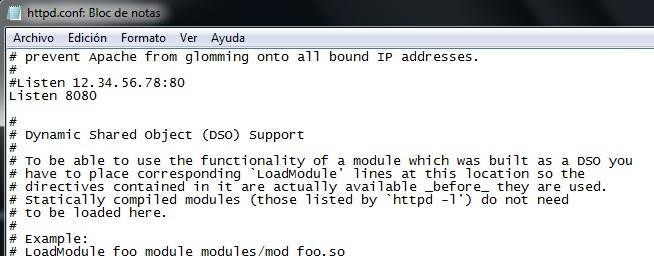 httpd.conf: Bloc de notas
Archivo Edición Formato Ver Ayuda
# prevent Apache from glomming onto all bound IP addresses.
#
#Listen 12.34.56.78:80
Listen 8080
#
# Dynamic Shared Object (DSO) Support
#
# To be able to use the functionality of a module which was built as a DSO you
# have to place corresponding `LoadModule' lines at this location so the
# directives contained in it are actually available _before_ they are used.
# Statically compiled modules (those listed by `httpd -l') do not need
# to be loaded here.
#
# Example:
# LoadModule foo_module modules/mod_foo.so